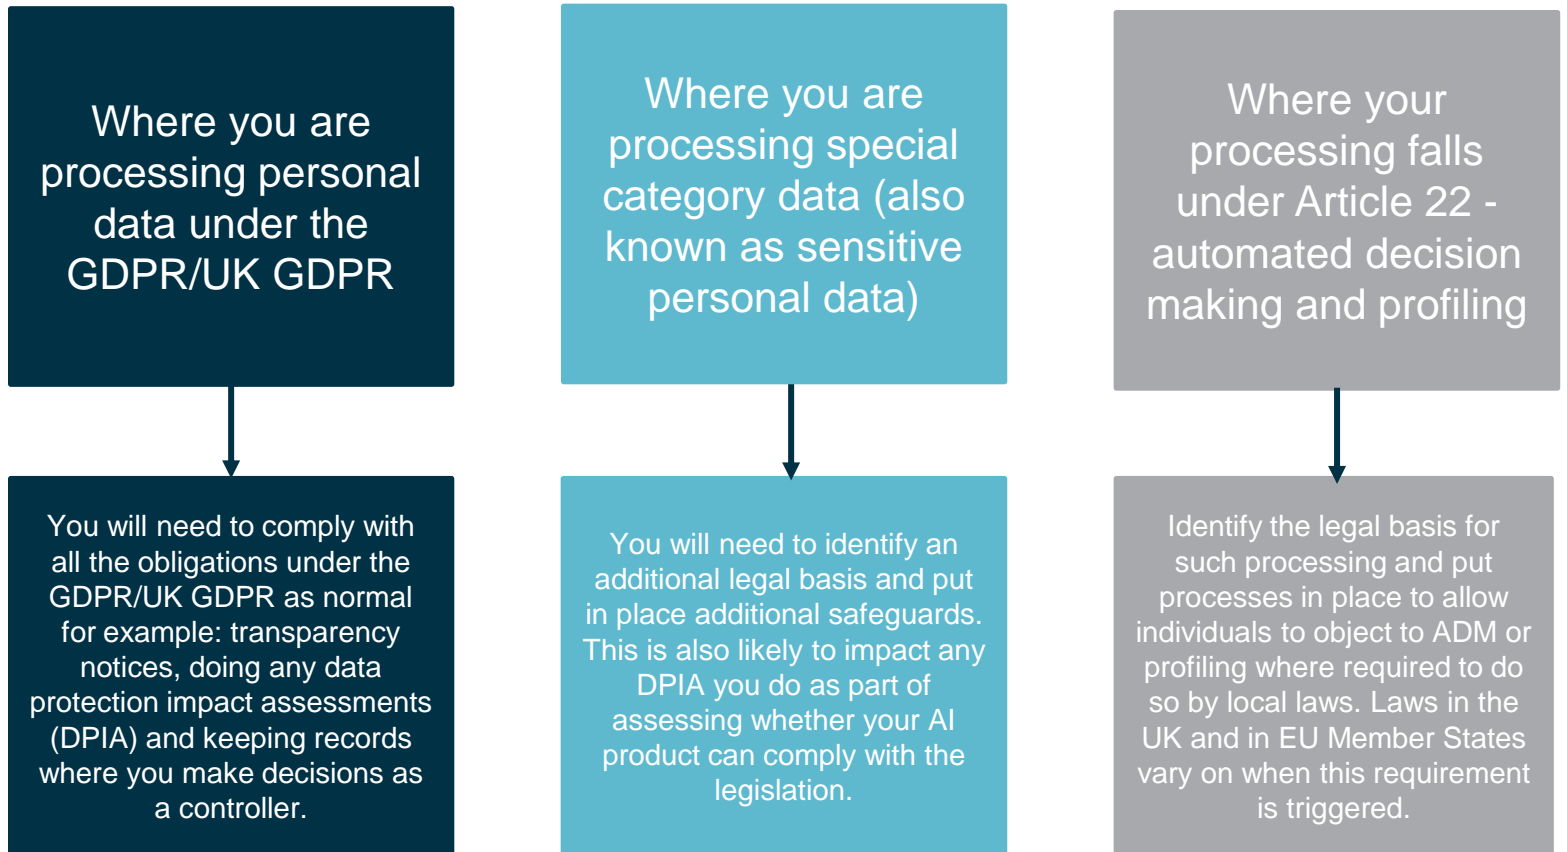 Where you are
processing personal
data under the
GDPR/UK GDPR
You will need to comply with
all the obligations under the
GDPR/UK GDPR as normal
for example: transparency
notices, doing any data
protection impact assessments
(DPIA) and keeping records
where you make decisions as
a controller.
Where you are
processing special
category data (also
known as sensitive
personal data)
You will need to identify an
additional legal basis and put
in place additional safeguards.
This is also likely to impact any
DPIA you do as part of
assessing whether your AI
product can comply with the
legislation.
Where your
processing falls
under Article 22 -
automated decision
making and profiling
Identify the legal basis for
such processing and put
processes in place to allow
individuals to object to ADM or
profiling where required to do
so by local laws. Laws in the
UK and in EU Member States
vary on when this requirement
is triggered.